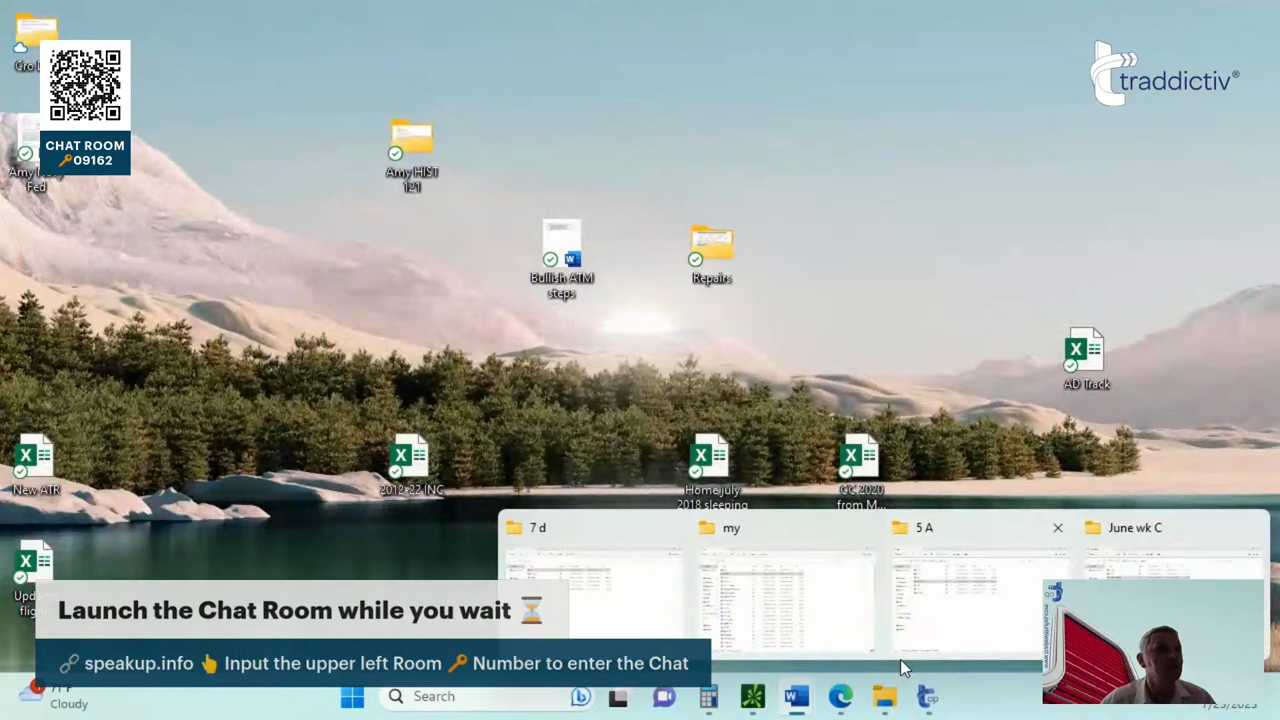 CHAT ROOM
🔑09162
Fed
traddictiv®
Amy HIST
121
Bullish ATM
steps
Repairs
AD Track
New ATR
2012-22 INC
Home july
2018 sleeping
CC 2020
from M...
7 d
my
5 A
June wk C
Launch the Chat Room while you wait ⏳
🔗 speakup.info 👆 Input the upper left Room 🔑 Number to enter the Chat
Cloudy
Search